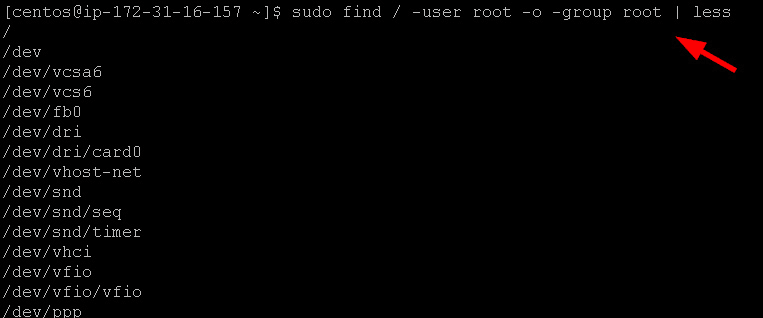 [centos@ip-172-31-16-157 ~]$ sudo find / -user root -o -group root | less
/
/dev
/dev/vcsa6
/dev/vcs6
/dev/fb0
/dev/dri
/dev/dri/card0
/dev/vhost-net
/dev/snd
/dev/snd/seq
/dev/snd/timer
/dev/vhci
/dev/vfio
/dev/vfio/vfio
/dev/ppp